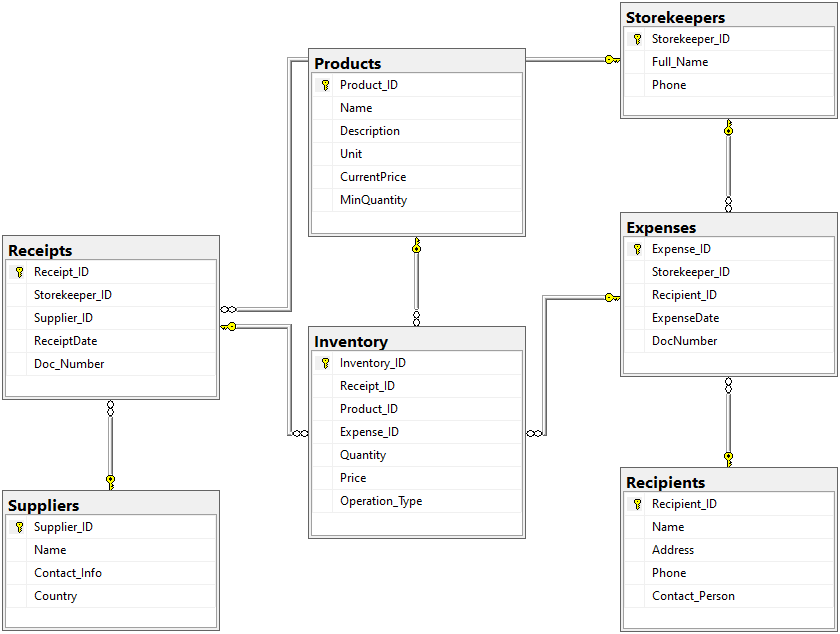 Storekeepers
Storekeeper_ID
Full_Name
Phone
Products
Product_ID
Name
Description
Unit
CurrentPrice
MinQuantity
Receipts
Receipt_ID
Storekeeper_ID
Supplier_ID
ReceiptDate
Doc_Number
Expenses
Expense_ID
Storekeeper_ID
Recipient_ID
ExpenseDate
DocNumber
Inventory
Inventory_ID
Receipt_ID
Product_ID
Expense_ID
Quantity
Price
Operation_Type
Suppliers
Supplier_ID
Name
Contact_Info
Country
Recipients
Recipient_ID
Name
Address
Phone
Contact_Person